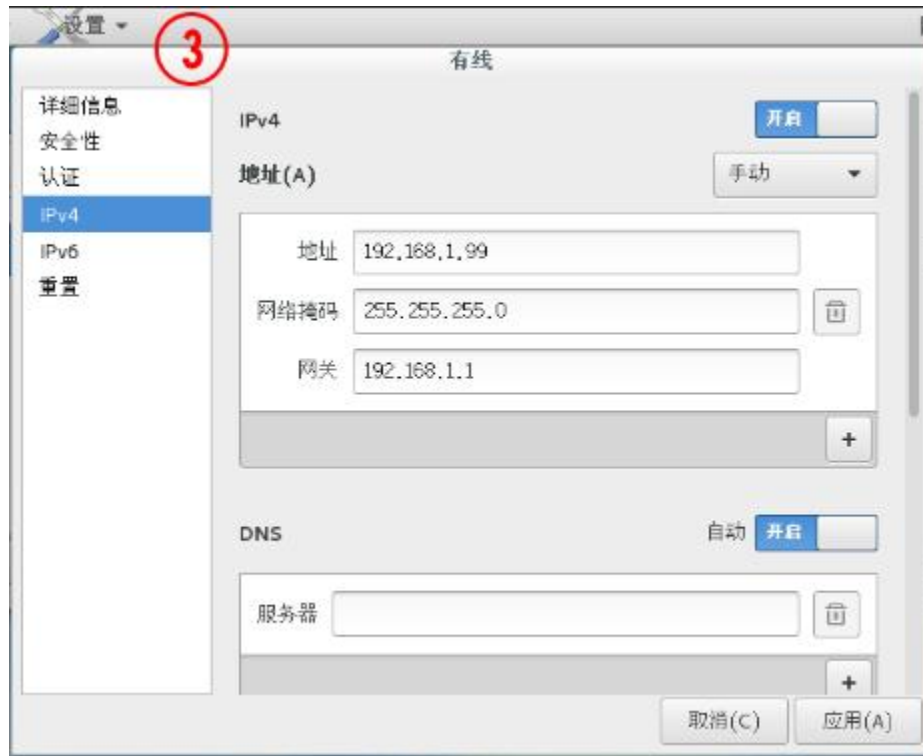 设置
3
有线
详细信息
安全性
认证
IPv4
IPv6
重置
IPv4 开启
地址(A) 手动
地址 192.168.1.99
网络掩码 255.255.255.0
网关 192.168.1.1
+
DNS 自动 开启
服务器
+
取消(C) 应用(A)